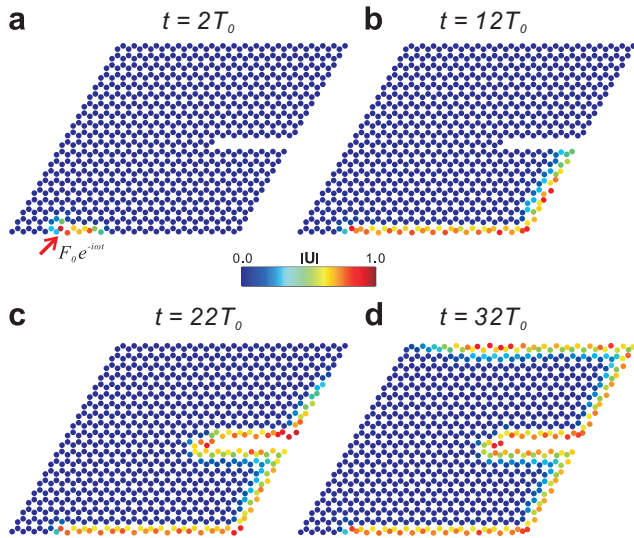 a t = 2T₀ b t = 12T₀
F₀e⁻ⁱωᵗ
0.0 |U| 1.0
c t = 22T₀ d t = 32T₀